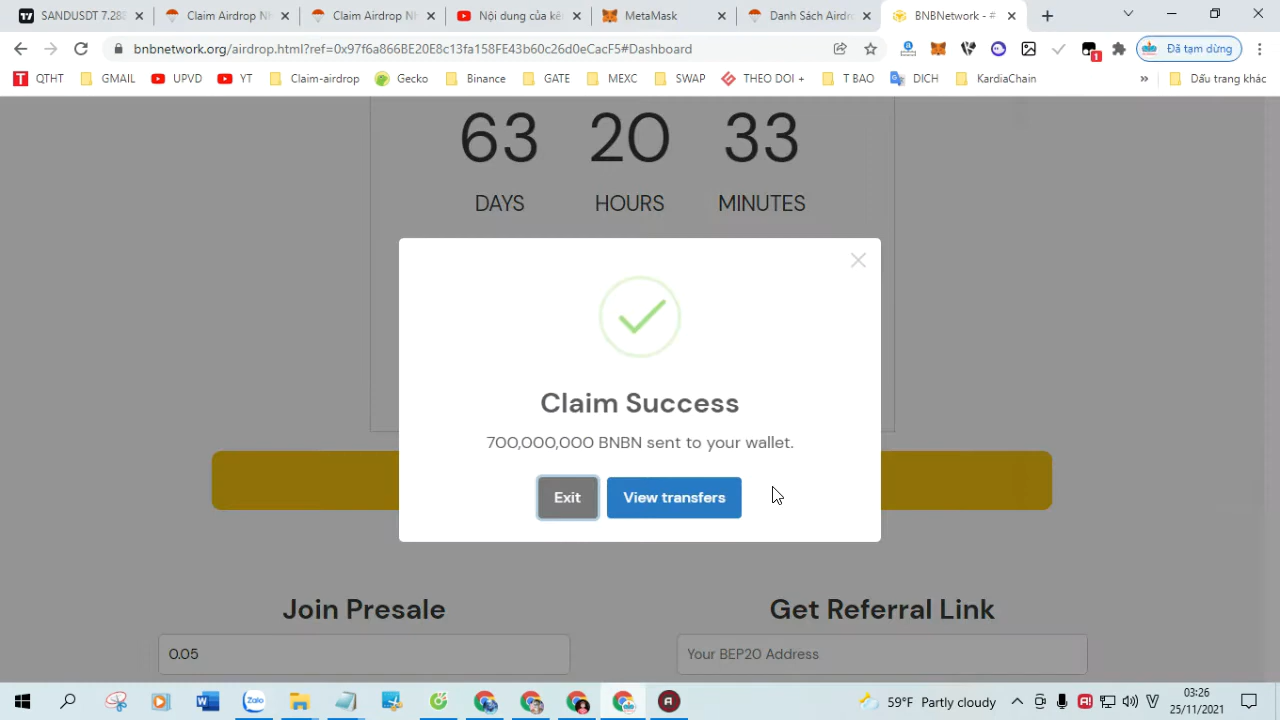 SANDUSDT 7.28
Claim Airdrop Nh
Claim Airdrop Nh
Nội dung của kê
MetaMask
Danh Sách Airdr
BNBNetwork - #
bnbnetwork.org/airdrop.html?ref=0x97f6a866BE20E8c13fa158FE43b60c26d0eCacF5#Dashboard
1
Đã tạm dừng
QTHT
GMAIL
UPVD
YT
Claim-airdrop
Gecko
Binance
GATE
MEXC
SWAP
THEO DOI +
T BAO
DICH
KardiaChain
»
Dấu trang khác
63 20 33
DAYS HOURS MINUTES
Claim Success
700,000,000 BNBN sent to your wallet.
Exit
View transfers
Join Presale
Get Referral Link
0.05
Your BEP20 Address
Zalo
59°F Partly cloudy
03:26
25/11/2021